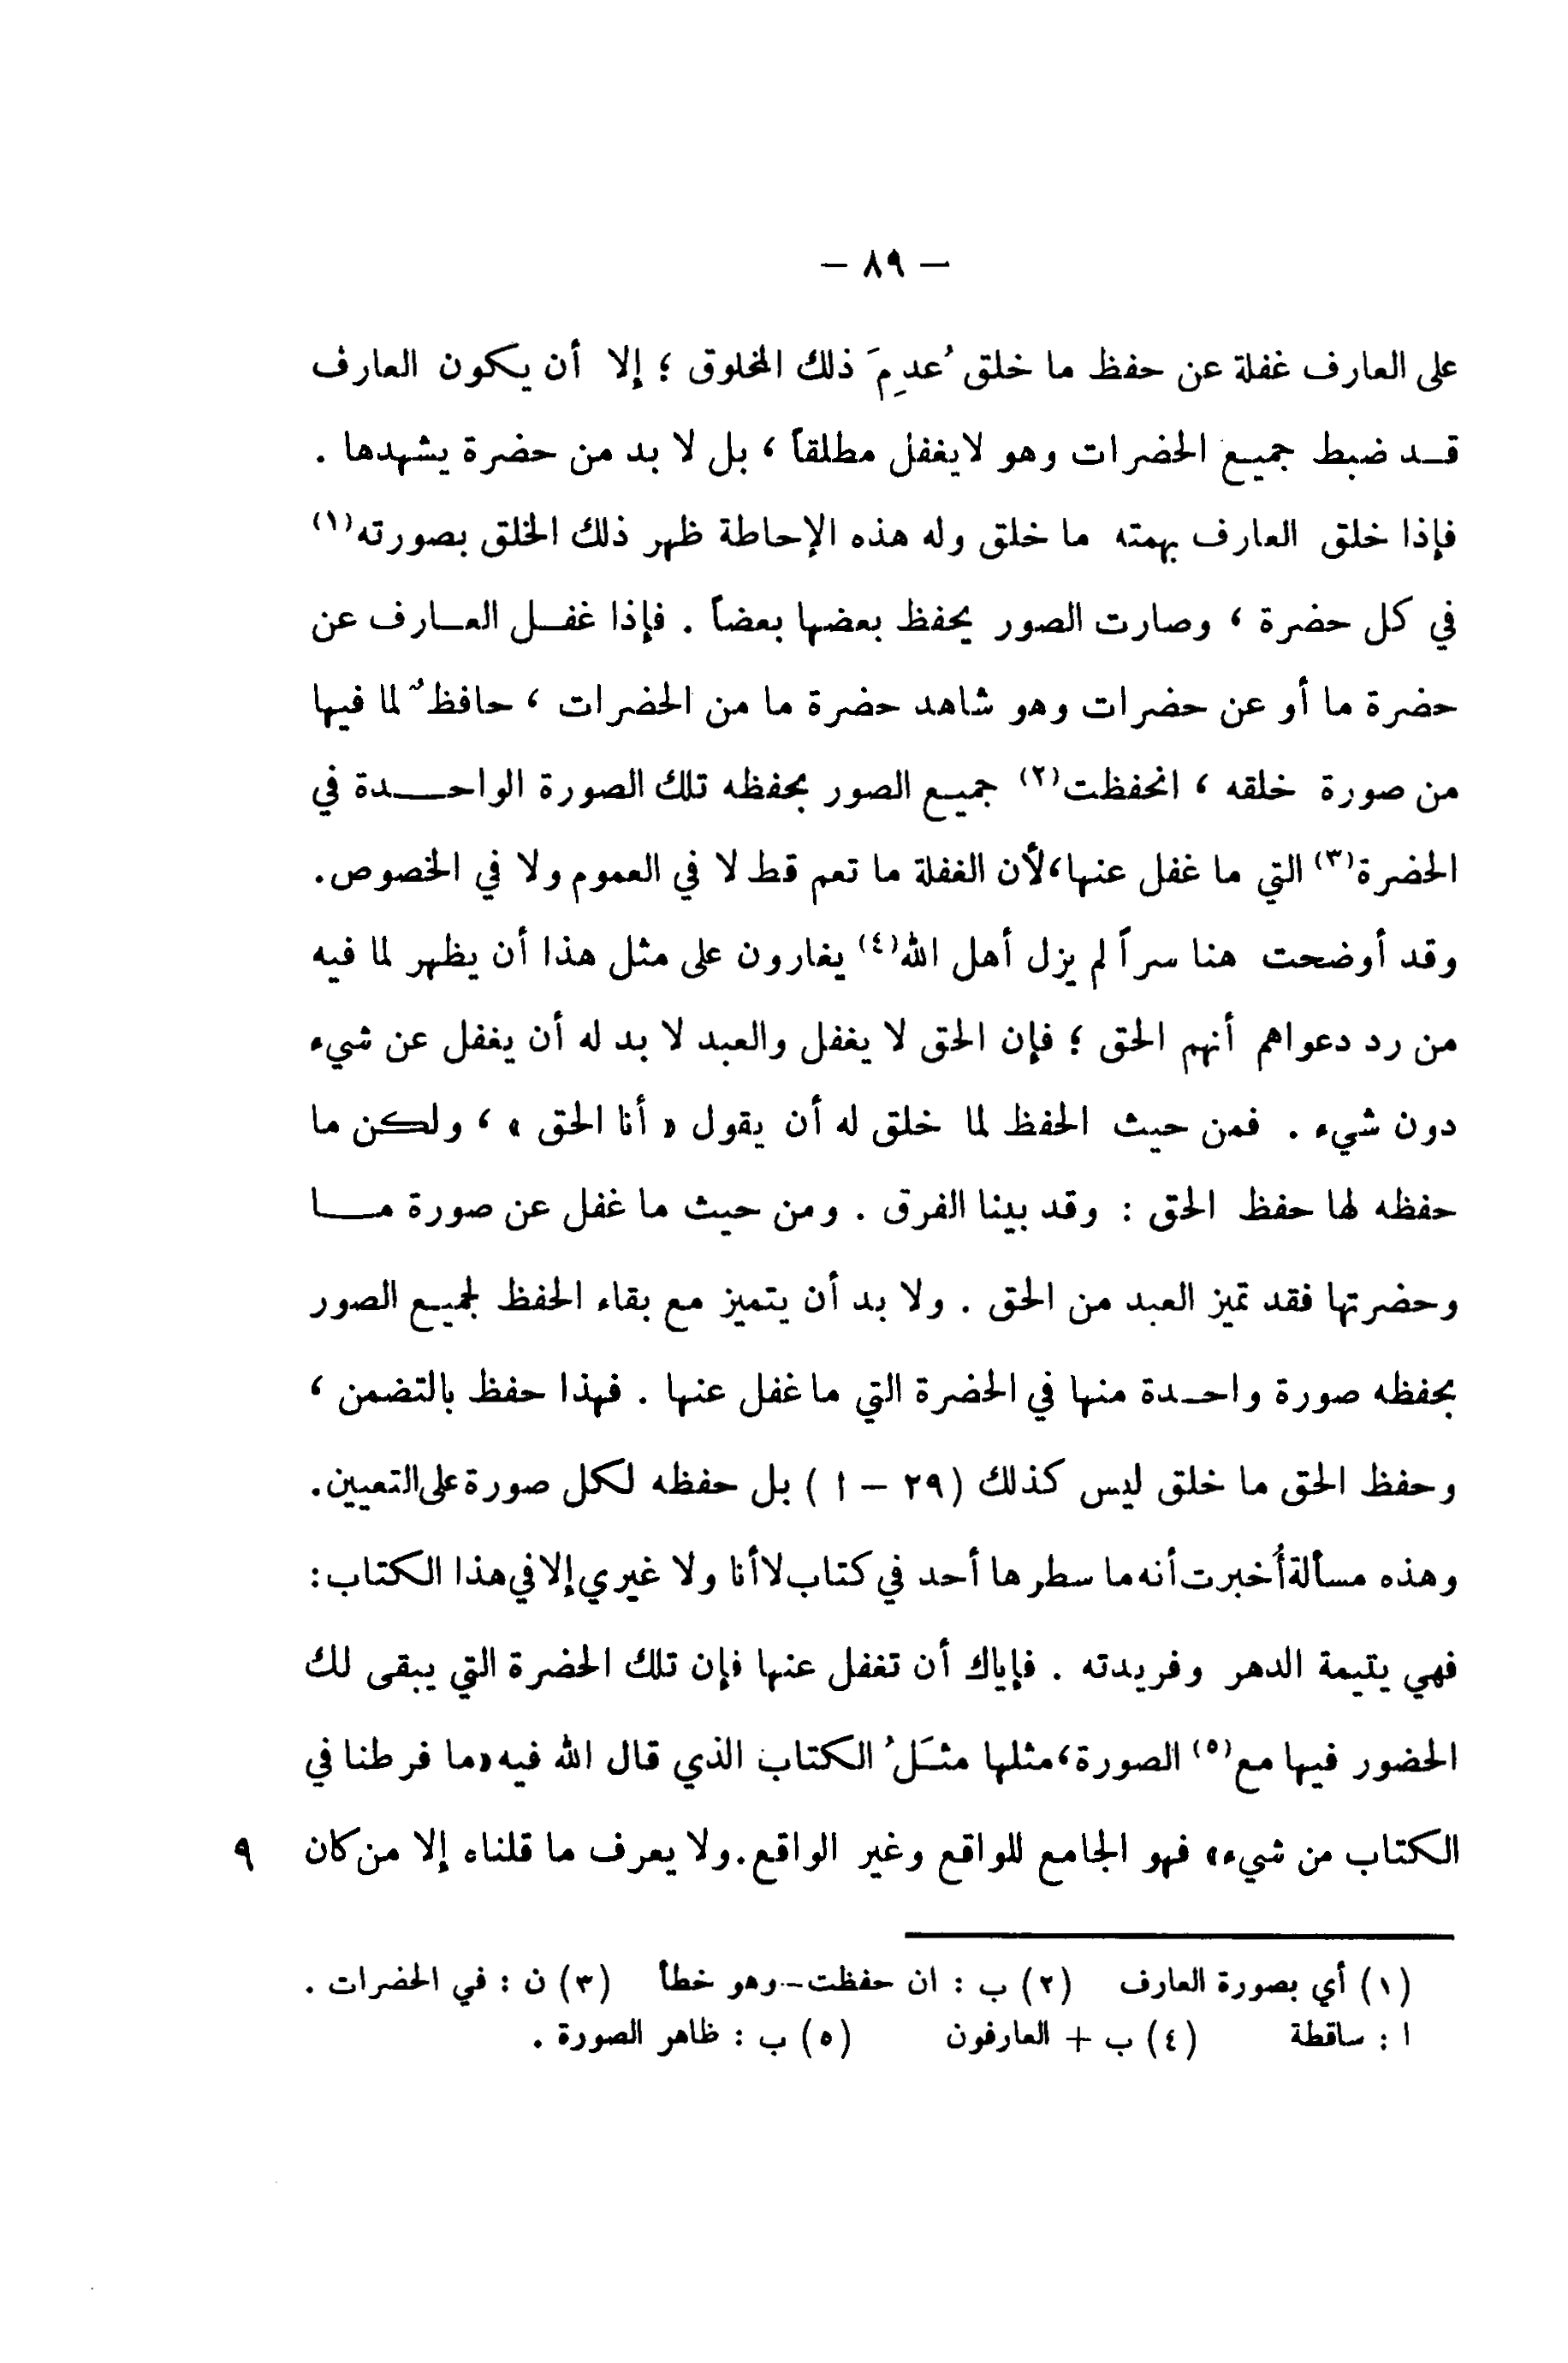 – ٨٩ –
على العارف غفلة عن حفظ ما خلق عُدِمَ ذلك المخلوق ؛ إلا أن يكون العارف
قــد ضبط جميع الحضرات وهو لايغفل مطلقاً ، بل لا بد من حضرة يشهدها .
فإذا خلق العارف بهمته ما خلق وله هذه الإحاطة ظهر ذلك الخلق بصورته(١)
في كل حضرة ، وصارت الصور يحفظ بعضها بعضاً . فإذا غفــل العــارف عن
حضرة ما أو عن حضرات وهو شاهد حضرة ما من الحضرات ، حافظٌ لما فيها
من صورة خلقه ، انحفظت(٢) جميع الصور بحفظه تلك الصورة الواحــدة في
الحضرة(٣) التي ما غفل عنها، لأن الغفلة ما تعم قط لا في العموم ولا في الخصوص.
وقد أوضحت هنا سراً لم يزل أهل الله(٤) يغارون على مثل هذا أن يظهر لما فيه
من رد دعواهم أنهم الحق ؛ فإن الحق لا يغفل والعبد لا بد له أن يغفل عن شيء
دون شيء . فمن حيث الحفظ لما خلق له أن يقول « أنا الحق » ، ولكن ما
حفظه لها حفظ الحق : وقد بينا الفرق . ومن حيث ما غفل عن صورة مــا
وحضرتها فقد تميز العبد من الحق . ولا بد أن يتميز مع بقاء الحفظ لجميع الصور
بحفظه صورة واحــدة منها في الحضرة التي ما غفل عنها . فهذا حفظ بالتضمن ،
وحفظ الحق ما خلق ليس كذلك (٢٩ – ا ) بل حفظه لكل صورة على التعيين.
وهذه مسألة أُخبرت أنه ما سطرها أحد في كتاب لا أنا ولا غيري إلا في هذا الكتاب:
فهي يتيمة الدهر وفريدته . فإياك أن تغفل عنها فإن تلك الحضرة التي يبقى لك
الحضور فيها مع(٥) الصورة، مثلها مثَلُ الكتاب الذي قال الله فيه «ما فرطنا في
الكتاب من شيء» فهو الجامع للواقع وغير الواقع. ولا يعرف ما قلناه إلا من كان ٩
(١) أي بصورة العارف (٢) ب : ان حفظت – وهو خطأ (٣) ن : في الحضرات .
ا : ساقطة (٤) ب + العارفون (٥) ب : ظاهر الصورة .